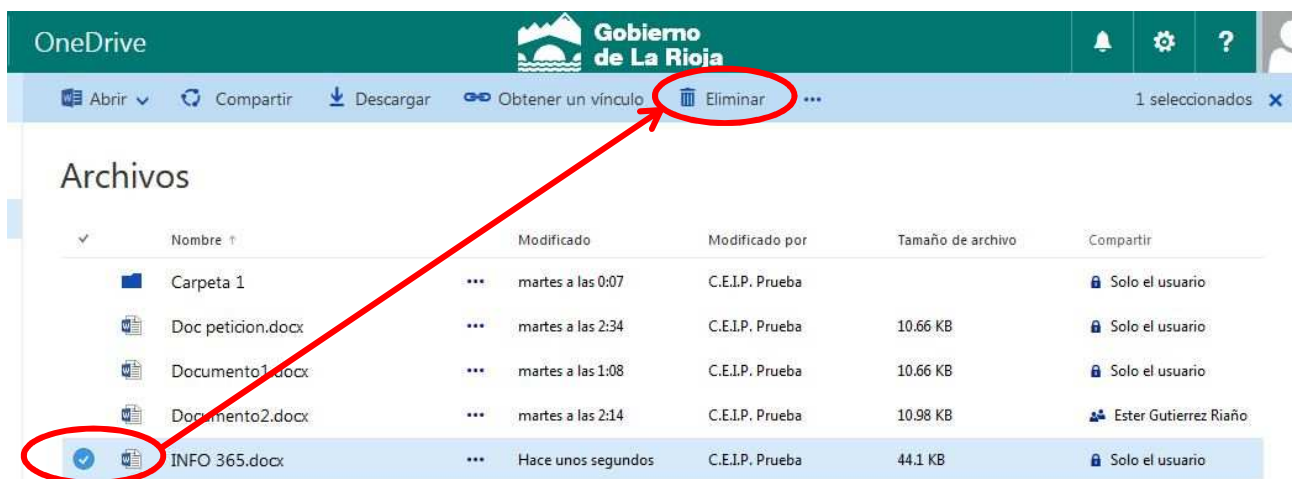 OneDrive
Gobierno
de La Rioja
?
Abrir Compartir Descargar Obtener un vínculo Eliminar ... 1 seleccionados
Archivos
Nombre ↑ Modificado Modificado por Tamaño de archivo Compartir
Carpeta 1 ... martes a las 0:07 C.E.I.P. Prueba Solo el usuario
Doc peticion.docx ... martes a las 2:34 C.E.I.P. Prueba 10.66 KB Solo el usuario
Documento1.docx ... martes a las 1:08 C.E.I.P. Prueba 10.66 KB Solo el usuario
Documento2.docx ... martes a las 2:14 C.E.I.P. Prueba 10.98 KB Ester Gutierrez Riaño
INFO 365.docx ... Hace unos segundos C.E.I.P. Prueba 44.1 KB Solo el usuario